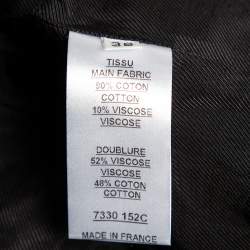 38
TISSU
MAIN FABRIC
90% COTON
COTTON
10% VISCOSE
VISCOSE
DOUBLURE
52% VISCOSE
VISCOSE
48% COTON
COTTON
7330 152C
MADE IN FRANCE